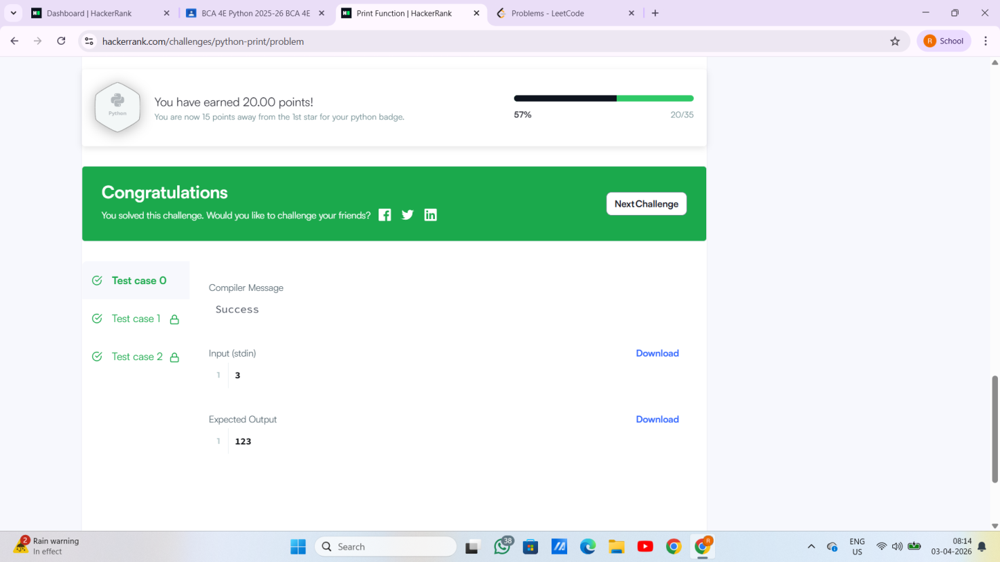 Dashboard | HackerRank
BCA 4E Python 2025-26 BCA 4E
Print Function | HackerRank
Problems - LeetCode
hackerrank.com/challenges/python-print/problem
R School
Python
You have earned 20.00 points!
You are now 15 points away from the 1st star for your python badge.
57%
20/35
Congratulations
You solved this challenge. Would you like to challenge your friends?
Next Challenge
Test case 0
Test case 1
Test case 2
Compiler Message
Success
Input (stdin)
Download
1 3
Expected Output
Download
1 123
2
Rain warning
In effect
Search
38
R
ENG
US
08:14
03-04-2026